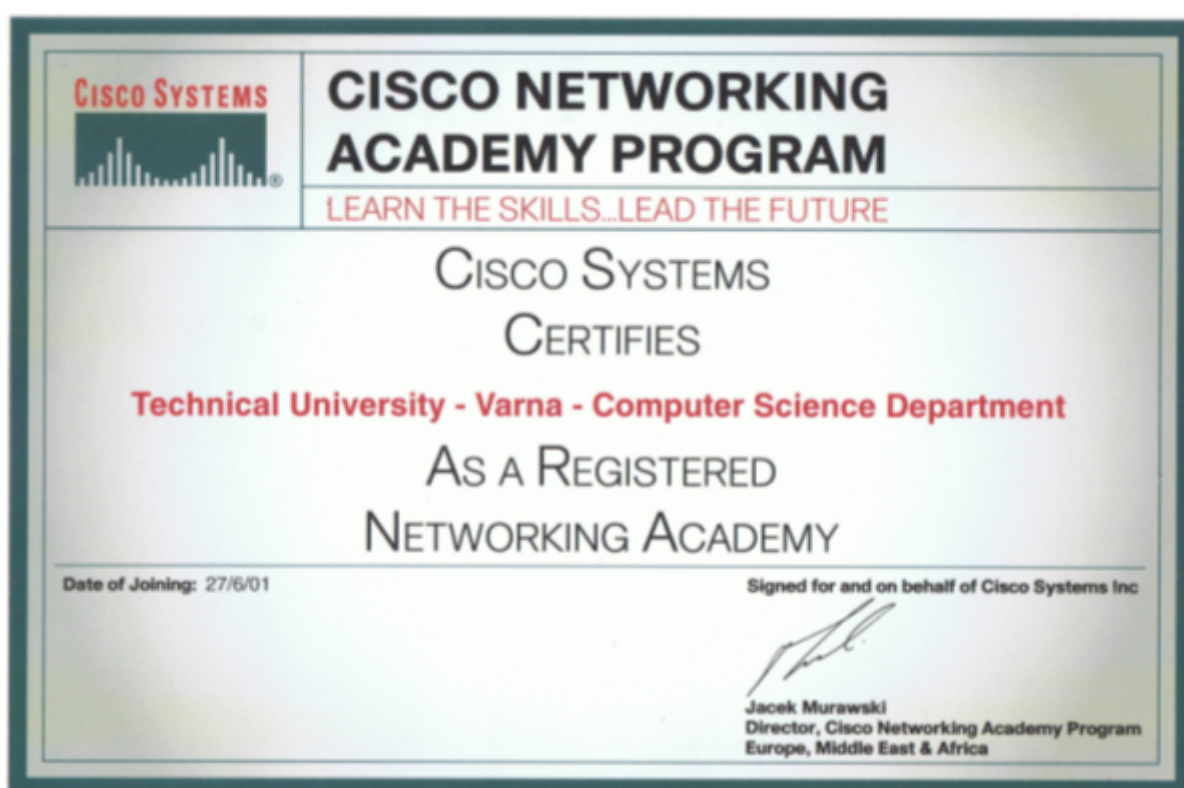 CISCO SYSTEMS
®
CISCO NETWORKING
ACADEMY PROGRAM
LEARN THE SKILLS...LEAD THE FUTURE
CISCO SYSTEMS
CERTIFIES
Technical University - Varna - Computer Science Department
AS A REGISTERED
NETWORKING ACADEMY
Date of Joining: 27/6/01
Signed for and on behalf of Cisco Systems Inc
Jacek Murawski
Director, Cisco Networking Academy Program
Europe, Middle East & Africa